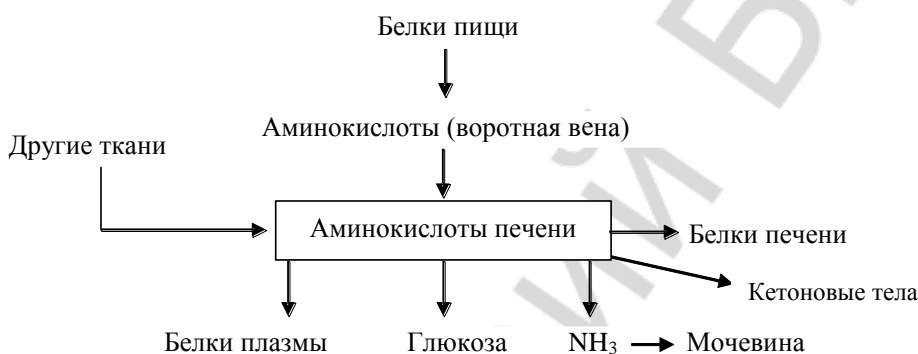 Белки пищи
Аминокислоты (воротная вена)
Другие ткани
Аминокислоты печени
Белки печени
Кетоновые тела
Белки плазмы Глюкоза NH₃ Мочевина